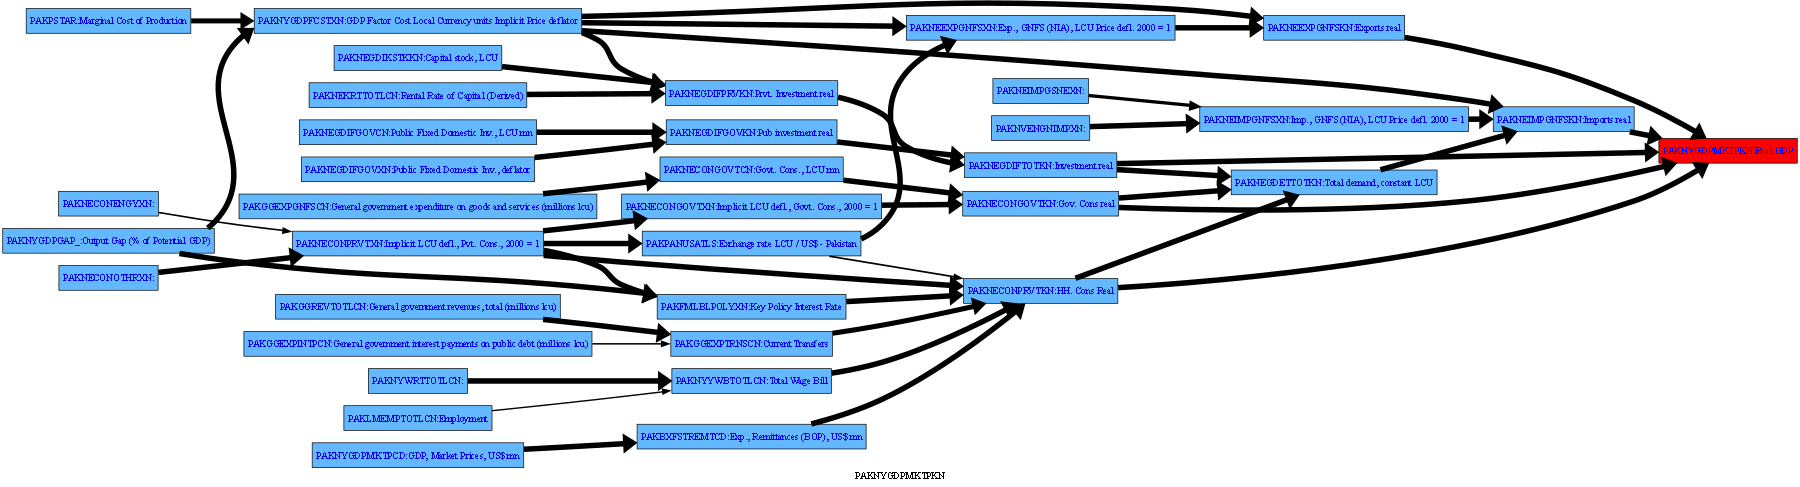 PAKPSTAR:Marginal Cost of Production
PAKNYGDPFCSTXN:GDP Factor Cost Local Currency units Implicit Price deflator
PAKNEEXPGNFSXN:Exp., GNFS (NIA), LCU Price defl. 2000 = 1
PAKNEEXPGNFSKN:Exports real
PAKNEGDIKSTKKN:Capital stock, LCU
PAKNEKRTTOTLCN:Rental Rate of Capital (Derived)
PAKNEGDIFPRVKN:Prvt. Investment real
PAKNEIMPGSNEXN:
PAKNVENGNIMPXN:
PAKNEIMPGNFSXN:Imp., GNFS (NIA), LCU Price defl. 2000 = 1
PAKNEIMPGNFSKN:Imports real
PAKNEGDIFGOVCN:Public Fixed Domestic Inv., LCU mn
PAKNEGDIFGOVKN:Pub investment real
PAKNYGDPMKTPKN:Real GDP
PAKNEGDIFGOVXN:Public Fixed Domestic Inv., deflator
PAKNECONGOVTCN:Govt. Cons., LCU mn
PAKNEGDIFTOTKN:Investment real
PAKNEGDETTOTKN:Total demand, constant LCU
PAKNECONENGYXN:
PAKGGEXPGNFSCN:General government expenditure on goods and services (millions lcu)
PAKNECONGOVTXN:Implicit LCU defl., Govt. Cons., 2000 = 1
PAKNECONGOVTKN:Gov. Cons real
PAKNYGDPGAP_:Output Gap (% of Potential GDP)
PAKNECONPRVTXN:Implicit LCU defl., Pvt. Cons., 2000 = 1
PAKPANUSATLS:Exchange rate LCU / US$ - Pakistan
PAKNECONOTHRXN:
PAKNECONPRVTKN:HH. Cons Real
PAKGGREVTOTLCN:General government revenues, total (millions lcu)
PAKFMLBLPOLYXN:Key Policy Interest Rate
PAKGGEXPINTPCN:General government interest payments on public debt (millions lcu)
PAKGGEXPTRNSCN:Current Transfers
PAKNYWRTTOTLCN:
PAKNYYWBTOTLCN:Total Wage Bill
PAKLMEMPTOTLCN:Employment
PAKBXFSTREMTCD:Exp., Remittances (BOP), US$ mn
PAKNYGDPMKTPCD:GDP, Market Prices, US$ mn
PAKNYGDPMKTPKN